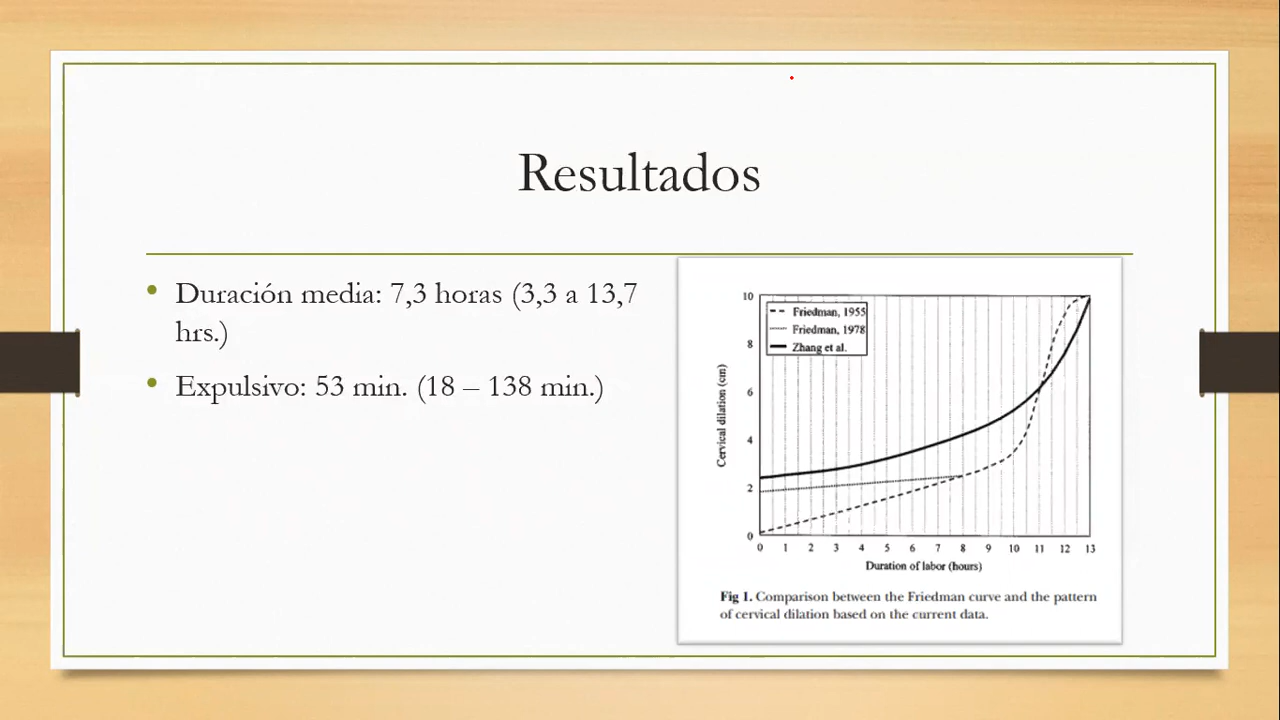 Resultados
• Duración media: 7,3 horas (3,3 a 13,7
hrs.)
• Expulsivo: 53 min. (18 – 138 min.)
Friedman, 1955
Friedman, 1978
Zhang et al.
Cervical dilation (cm)
10
8
6
4
2
0
0 1 2 3 4 5 6 7 8 9 10 11 12 13
Duration of labor (hours)
Fig 1. Comparison between the Friedman curve and the pattern
of cervical dilation based on the current data.